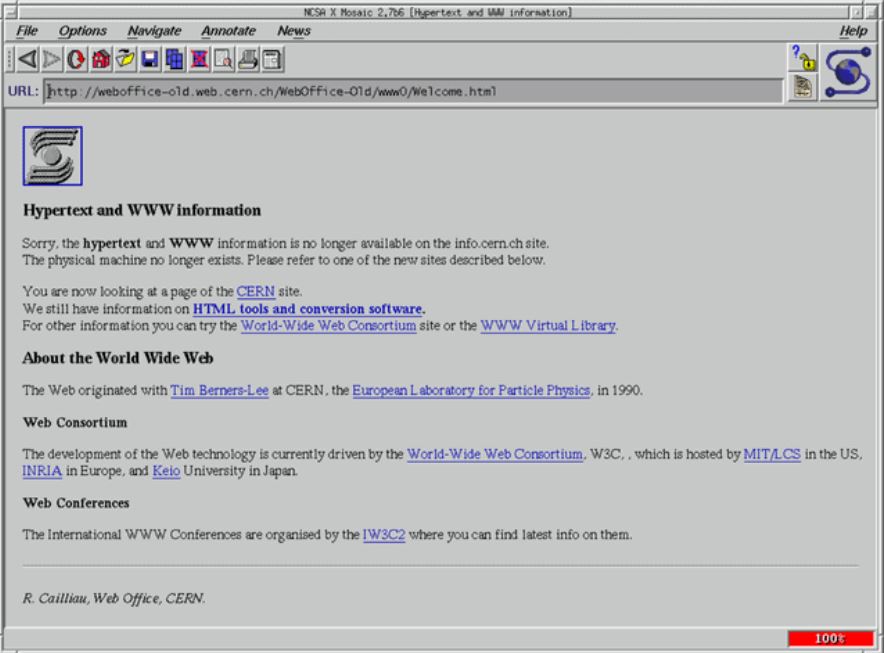 NCSA X Mosaic 2.7b6 [Hypertext and WWW information]
File Options Navigate Annotate News Help
URL: http://weboffice-old.web.cern.ch/WebOffice-Old/www0/Welcome.html
Hypertext and WWW information
Sorry, the hypertext and WWW information is no longer available on the info.cern.ch site.
The physical machine no longer exists. Please refer to one of the new sites described below.
You are now looking at a page of the CERN site.
We still have information on HTML tools and conversion software.
For other information you can try the World-Wide Web Consortium site or the WWW Virtual Library.
About the World Wide Web
The Web originated with Tim Berners-Lee at CERN, the European Laboratory for Particle Physics, in 1990.
Web Consortium
The development of the Web technology is currently driven by the World-Wide Web Consortium, W3C, , which is hosted by MIT/LCS in the US,
INRIA in Europe, and Keio University in Japan.
Web Conferences
The International WWW Conferences are organised by the IW3C2 where you can find latest info on them.
R. Cailliau, Web Office, CERN.
100%